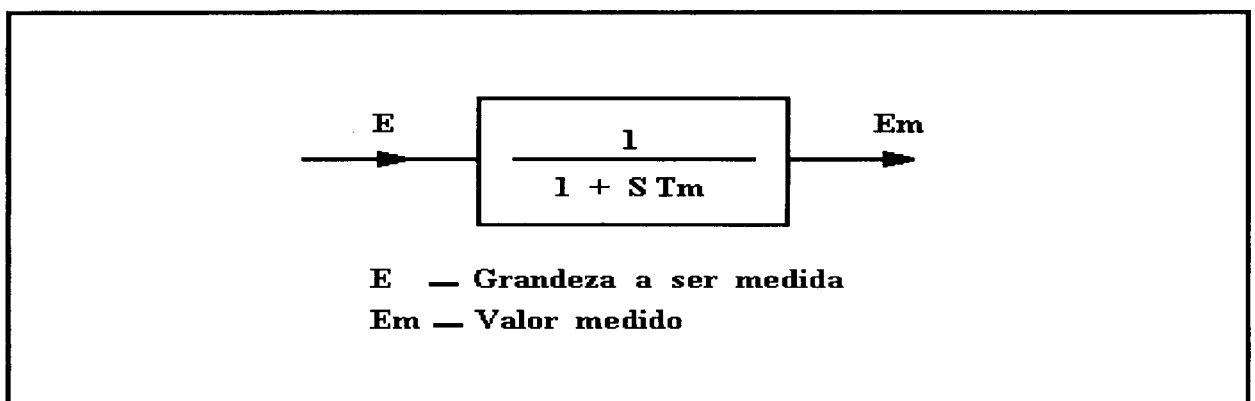 E
Em
1
1 + S Tm
E — Grandeza a ser medida
Em — Valor medido